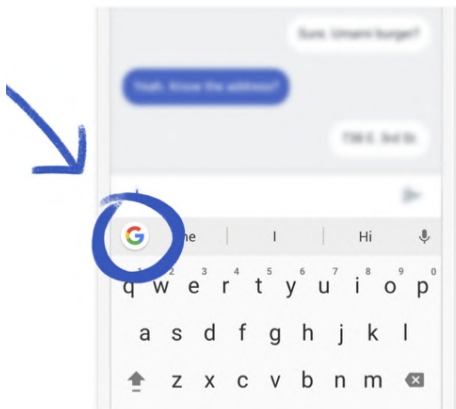 Sure. Umami burger?
Yeah. Know the address?
738 E. 3rd St.
I Hi
1 2 3 4 5 6 7 8 9 0
q w e r t y u i o p
a s d f g h j k l
z x c v b n m